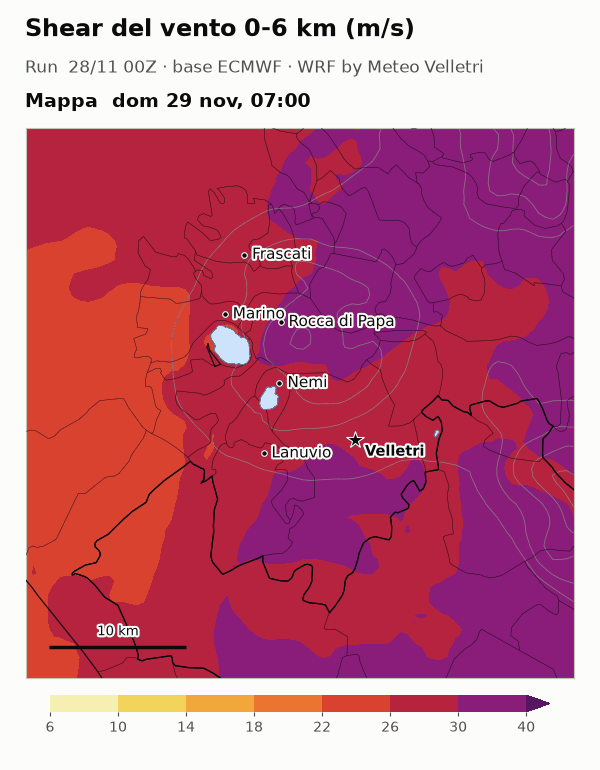 Shear del vento 0-6 km (m/s)
Run  28/11 00Z · base ECMWF · WRF by Meteo Velletri
Mappa  dom 29 nov, 07:00
Frascati
Marino
Rocca di Papa
Nemi
Velletri
Lanuvio
10 km
6 10 14 18 22 26 30 40